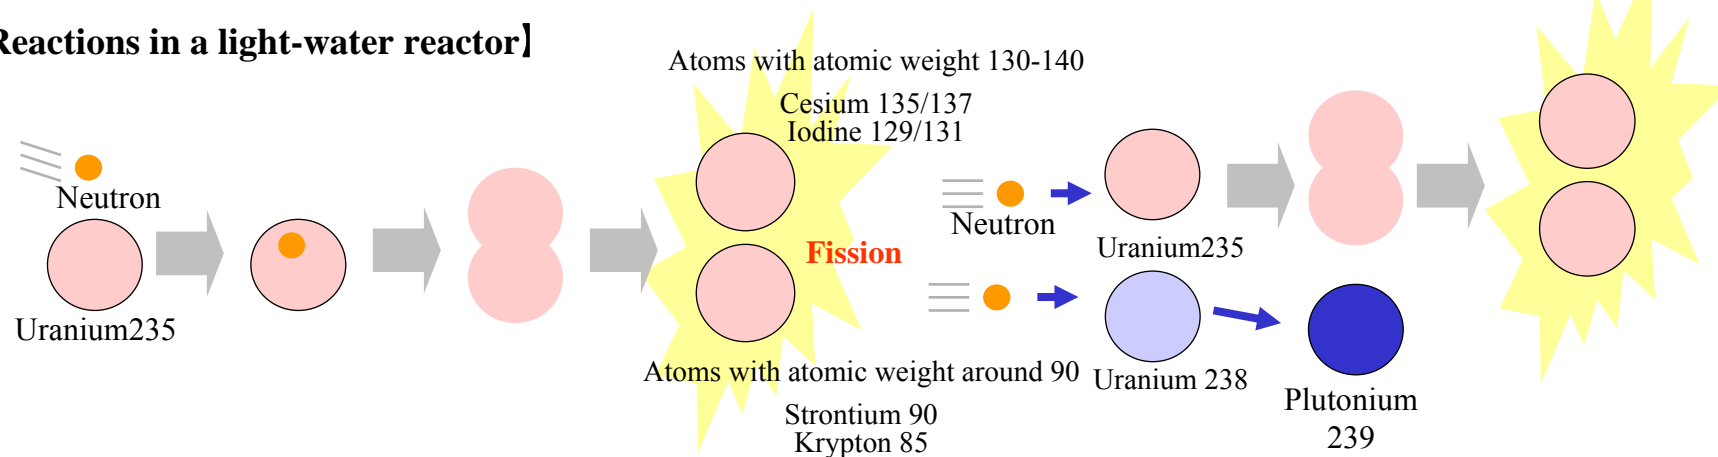 Reactions in a light-water reactor】
Atoms with atomic weight 130-140
Cesium 135/137
Iodine 129/131
Neutron
Uranium235
Fission
Atoms with atomic weight around 90
Strontium 90
Krypton 85
Neutron
Uranium235
Uranium 238
Plutonium
239